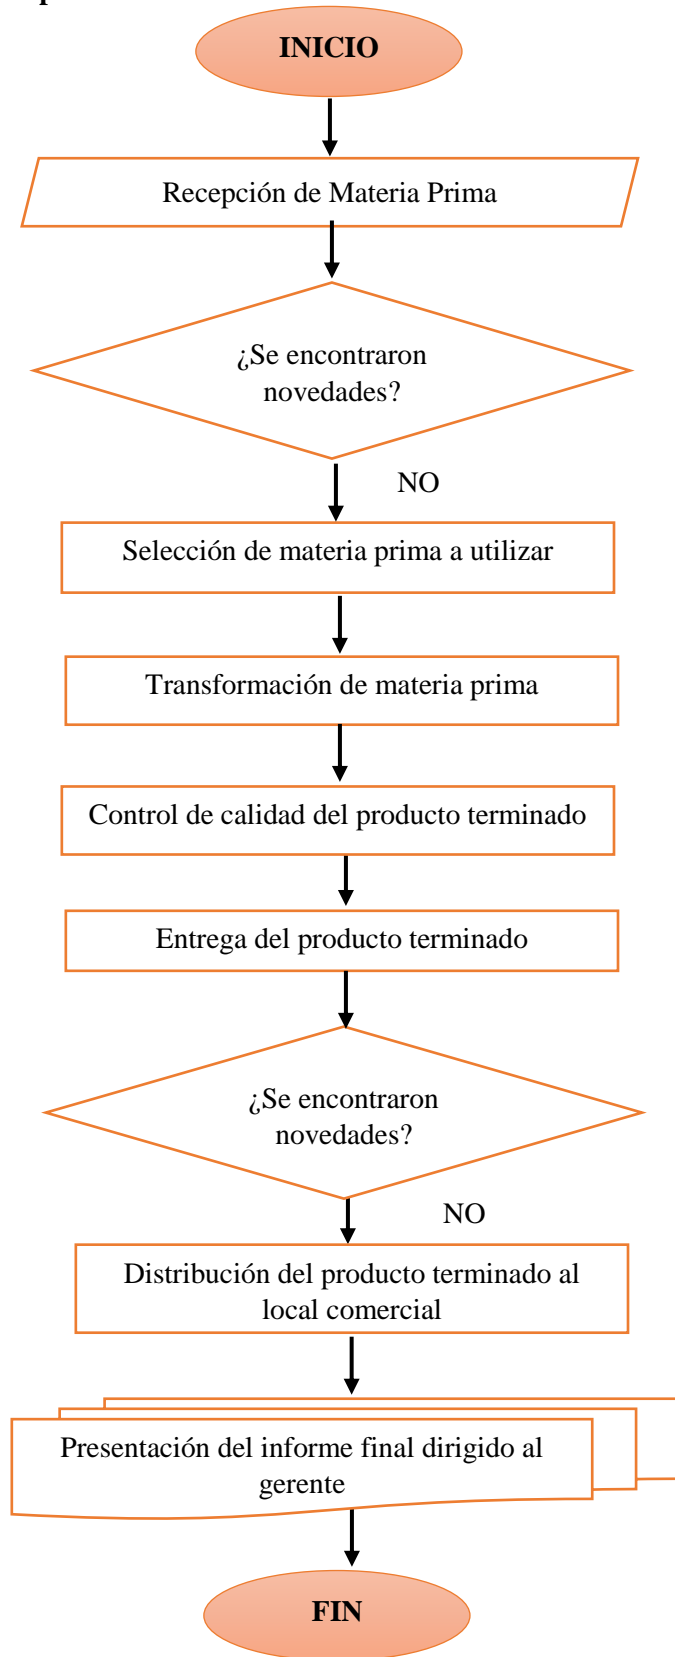 INICIO
Recepción de Materia Prima
¿Se encontraron
novedades?
NO
Selección de materia prima a utilizar
Transformación de materia prima
Control de calidad del producto terminado
Entrega del producto terminado
¿Se encontraron
novedades?
NO
Distribución del producto terminado al
local comercial
Presentación del informe final dirigido al
gerente
FIN